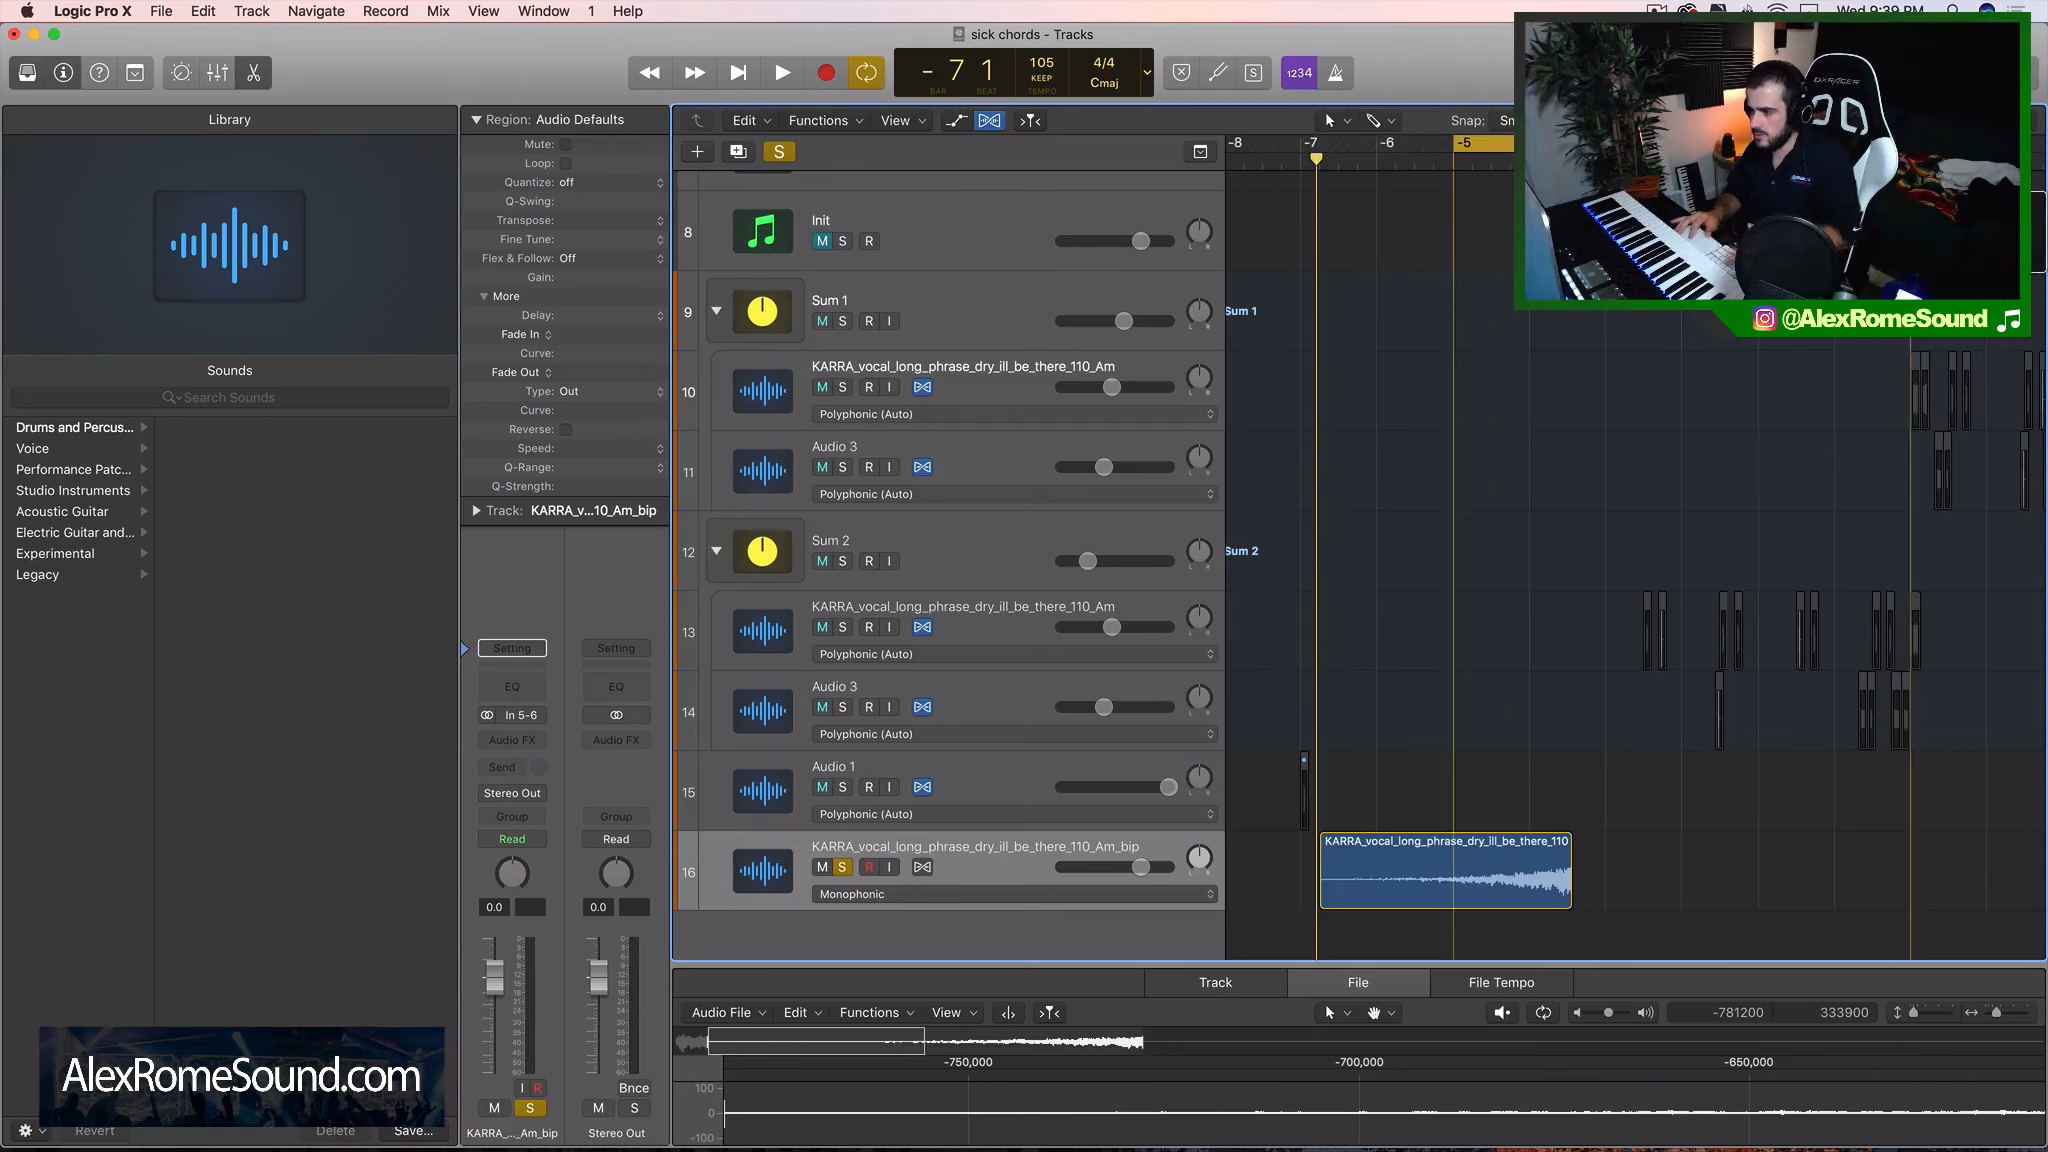 Logic Pro X File Edit Track Navigate Record Mix View Window 1 Help
Wed 9:39 PM
sick chords - Tracks
- 7 1
BAR BEAT
105
KEEP
TEMPO
4/4
Cmaj
S
1234
Library
Region: Audio Defaults
Mute:
Loop:
Quantize: off
Q-Swing:
Transpose:
Fine Tune:
Flex & Follow: Off
Gain:
More
Delay:
Fade In
Curve:
Fade Out
Type: Out
Curve:
Reverse:
Speed:
Q-Range:
Q-Strength:
Track: KARRA_v...10_Am_bip
Sounds
Search Sounds
Drums and Percus...
Voice
Performance Patc...
Studio Instruments
Acoustic Guitar
Electric Guitar and...
Experimental
Legacy
Revert Delete Save...
AlexRomeSound.com
Setting Setting
EQ EQ
In 5-6
Audio FX Audio FX
Send
Stereo Out
Group Group
Read Read
0.0 0.0
I R Bnce
M S M S
KARRA_..._Am_bip Stereo Out
Edit Functions View
Snap:
S
-8 -7 -6 -5
8 Init
M S R
9 Sum 1
M S R I
10 KARRA_vocal_long_phrase_dry_ill_be_there_110_Am
M S R I
Polyphonic (Auto)
11 Audio 3
M S R I
Polyphonic (Auto)
12 Sum 2
M S R I
13 KARRA_vocal_long_phrase_dry_ill_be_there_110_Am
M S R I
Polyphonic (Auto)
14 Audio 3
M S R I
Polyphonic (Auto)
15 Audio 1
M S R I
Polyphonic (Auto)
16 KARRA_vocal_long_phrase_dry_ill_be_there_110_Am_bip
M S R I
Monophonic
Sum 1
Sum 2
KARRA_vocal_long_phrase_dry_ill_be_there_110
DXRACER
@AlexRomeSound
Track File File Tempo
Audio File Edit Functions View
-781200 333900
-750,000 -700,000 -650,000
100
0
-100